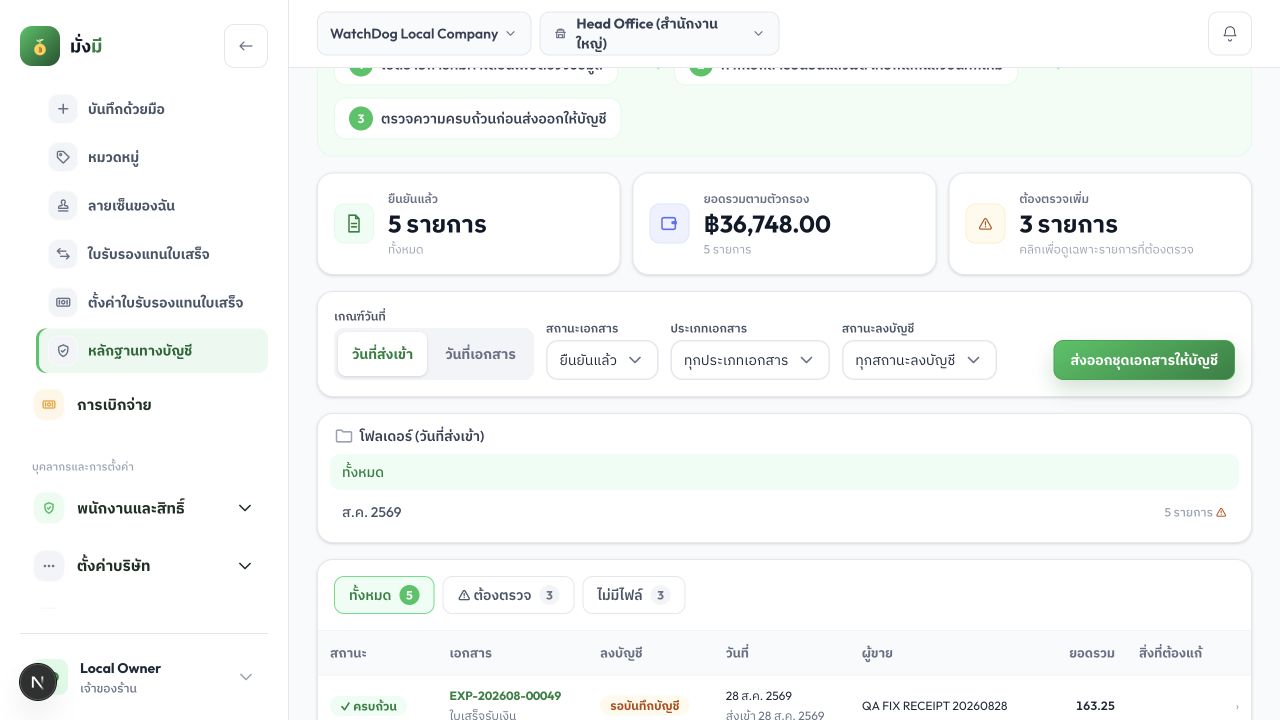 มั่งมี
WatchDog Local Company
Head Office (สำนักงาน
ใหญ่)
บันทึกด้วยมือ
หมวดหมู่
ลายเซ็นของฉัน
ใบรับรองแทนใบเสร็จ
ตั้งค่าใบรับรองแทนใบเสร็จ
หลักฐานทางบัญชี
การเบิกจ่าย
บุคลากรและการตั้งค่า
พนักงานและสิทธิ์
ตั้งค่าบริษัท
N
Local Owner
เจ้าของร้าน
3 ตรวจความครบถ้วนก่อนส่งออกให้บัญชี
ยืนยันแล้ว
5 รายการ
ทั้งหมด
ยอดรวมตามตัวกรอง
฿36,748.00
5 รายการ
ต้องตรวจเพิ่ม
3 รายการ
คลิกเพื่อดูเฉพาะรายการที่ต้องตรวจ
เกณฑ์วันที่
วันที่ส่งเข้า วันที่เอกสาร
สถานะเอกสาร
ยืนยันแล้ว
ประเภทเอกสาร
ทุกประเภทเอกสาร
สถานะลงบัญชี
ทุกสถานะลงบัญชี
ส่งออกชุดเอกสารให้บัญชี
โฟลเดอร์ (วันที่ส่งเข้า)
ทั้งหมด
ส.ค. 2569 5 รายการ
ทั้งหมด 5 ต้องตรวจ 3 ไม่มีไฟล์ 3
สถานะ เอกสาร ลงบัญชี วันที่ ผู้ขาย ยอดรวม สิ่งที่ต้องแก้
ครบถ้วน EXP-202608-00049 รอบันทึกบัญชี 28 ส.ค. 2569 QA FIX RECEIPT 20260828 163.25
ใบเสร็จรับเงิน ส่งเข้า 28 ส.ค. 2569